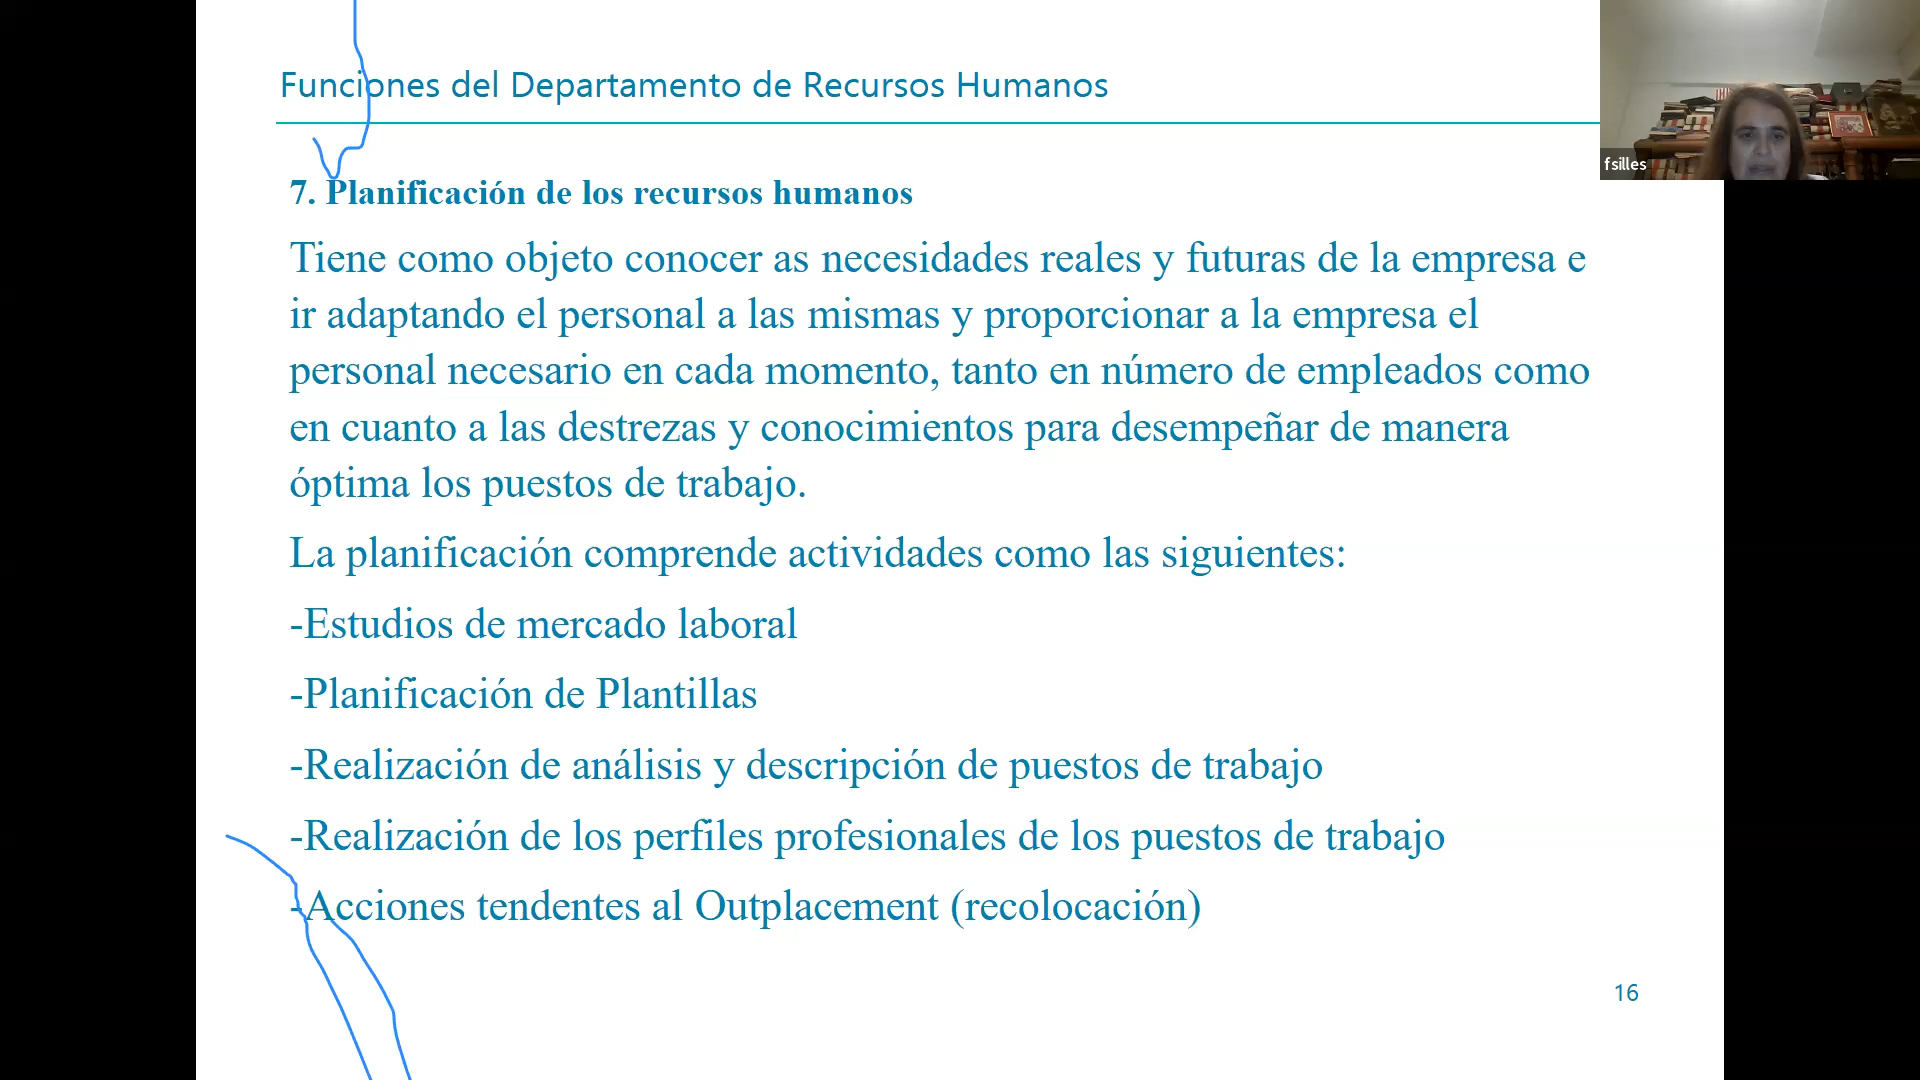 Funciones del Departamento de Recursos Humanos
fsilles
7. Planificación de los recursos humanos
Tiene como objeto conocer as necesidades reales y futuras de la empresa e
ir adaptando el personal a las mismas y proporcionar a la empresa el
personal necesario en cada momento, tanto en número de empleados como
en cuanto a las destrezas y conocimientos para desempeñar de manera
óptima los puestos de trabajo.
La planificación comprende actividades como las siguientes:
-Estudios de mercado laboral
-Planificación de Plantillas
-Realización de análisis y descripción de puestos de trabajo
-Realización de los perfiles profesionales de los puestos de trabajo
-Acciones tendentes al Outplacement (recolocación)
16